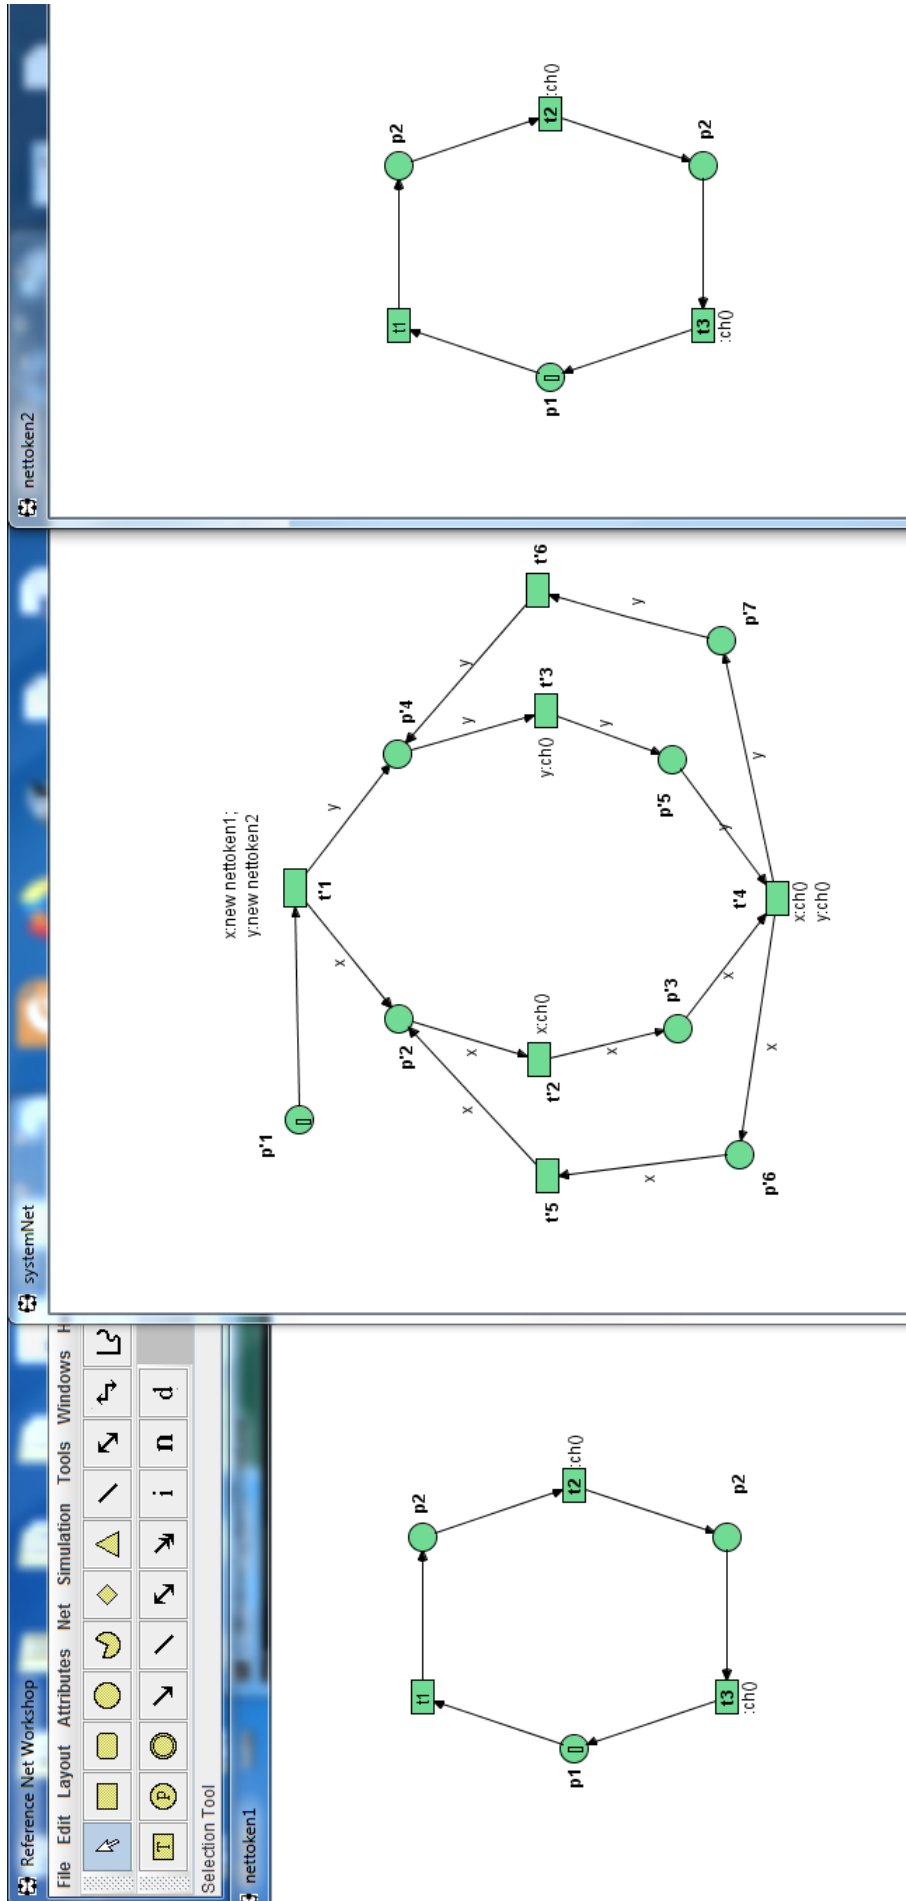 Reference Net Workshop
File Edit Layout Attributes Net Simulation Tools Windows H
T P i n d
Selection Tool
nettoken1
p2
t1
t2 :ch()
p1
p2
t3
:ch()
systemNet
x:new nettoken1;
y:new nettoken2
p'1
t'1
x
y
p'2
p'4
x
y
x
y
x:ch()
y:ch()
t'5
t'2
t'3
t'6
x
x
y
y
p'3
p'5
x
y
p'6
t'4
p'7
x
y
x:ch()
y:ch()
nettoken2
p2
t1
t2 :ch()
p1
p2
t3
:ch()